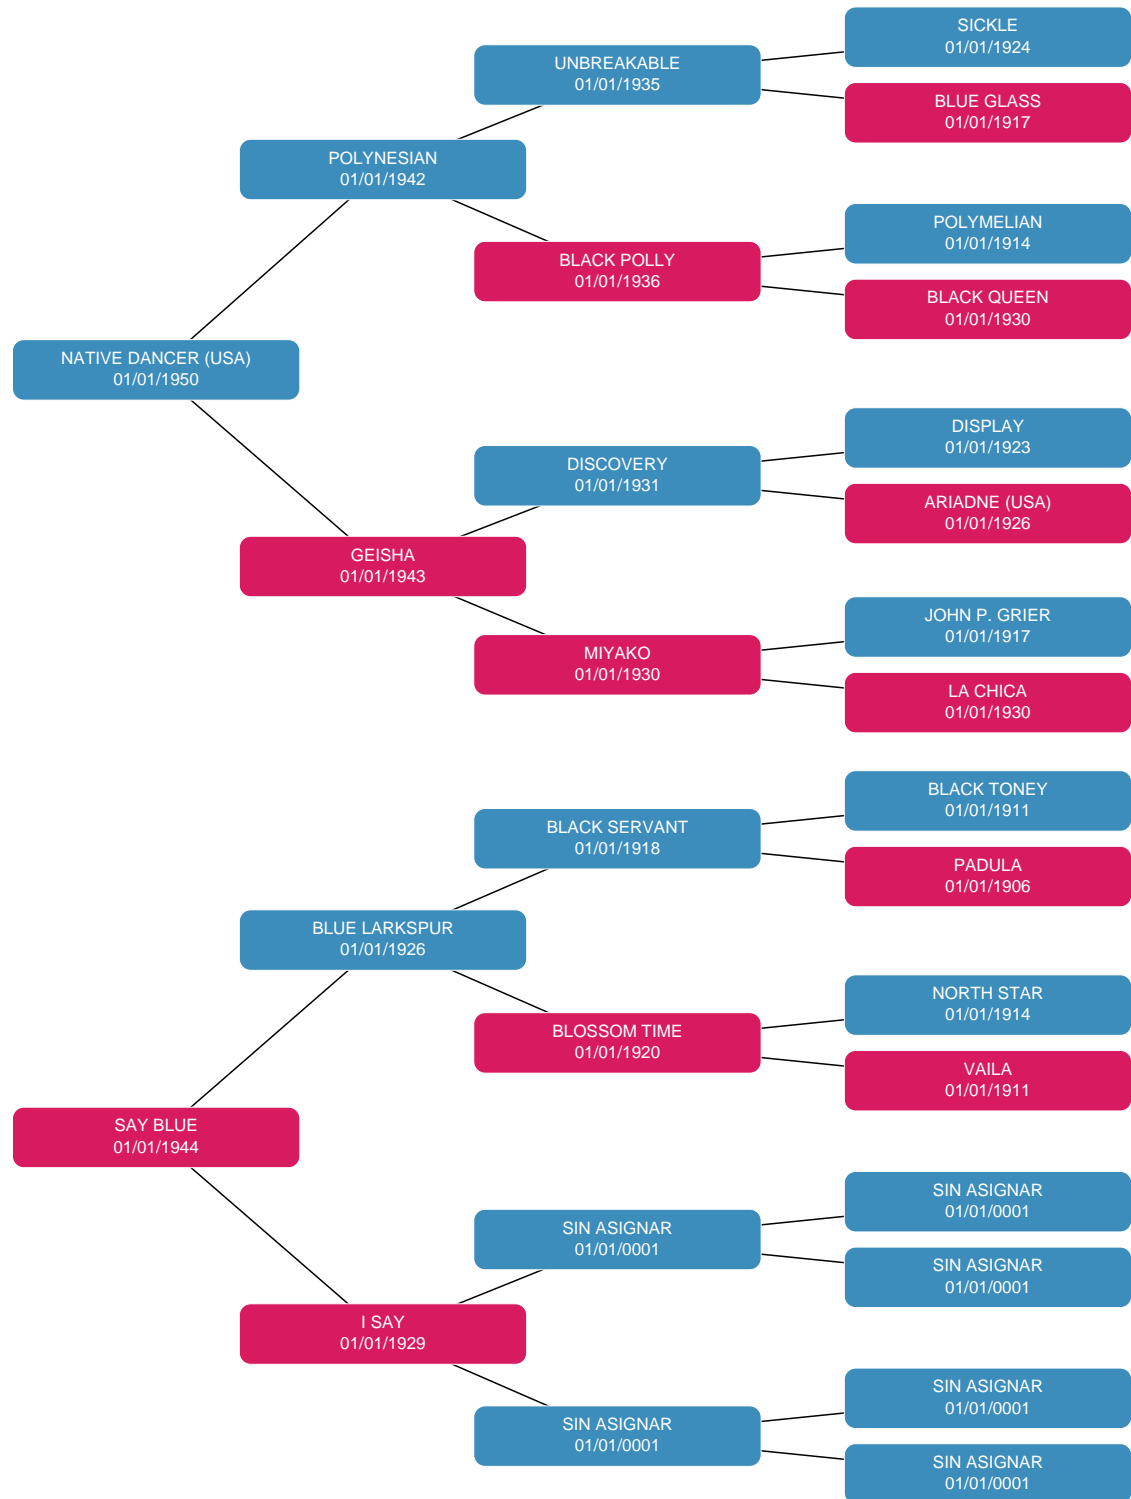 SICKLE
01/01/1924
UNBREAKABLE
01/01/1935
BLUE GLASS
01/01/1917
POLYNESIAN
01/01/1942
POLYMELIAN
01/01/1914
BLACK POLLY
01/01/1936
BLACK QUEEN
01/01/1930
NATIVE DANCER (USA)
01/01/1950
DISPLAY
01/01/1923
DISCOVERY
01/01/1931
ARIADNE (USA)
01/01/1926
GEISHA
01/01/1943
JOHN P. GRIER
01/01/1917
MIYAKO
01/01/1930
LA CHICA
01/01/1930
BLACK TONEY
01/01/1911
BLACK SERVANT
01/01/1918
PADULA
01/01/1906
BLUE LARKSPUR
01/01/1926
NORTH STAR
01/01/1914
BLOSSOM TIME
01/01/1920
VAILA
01/01/1911
SAY BLUE
01/01/1944
SIN ASIGNAR
01/01/0001
SIN ASIGNAR
01/01/0001
SIN ASIGNAR
01/01/0001
I SAY
01/01/1929
SIN ASIGNAR
01/01/0001
SIN ASIGNAR
01/01/0001
SIN ASIGNAR
01/01/0001